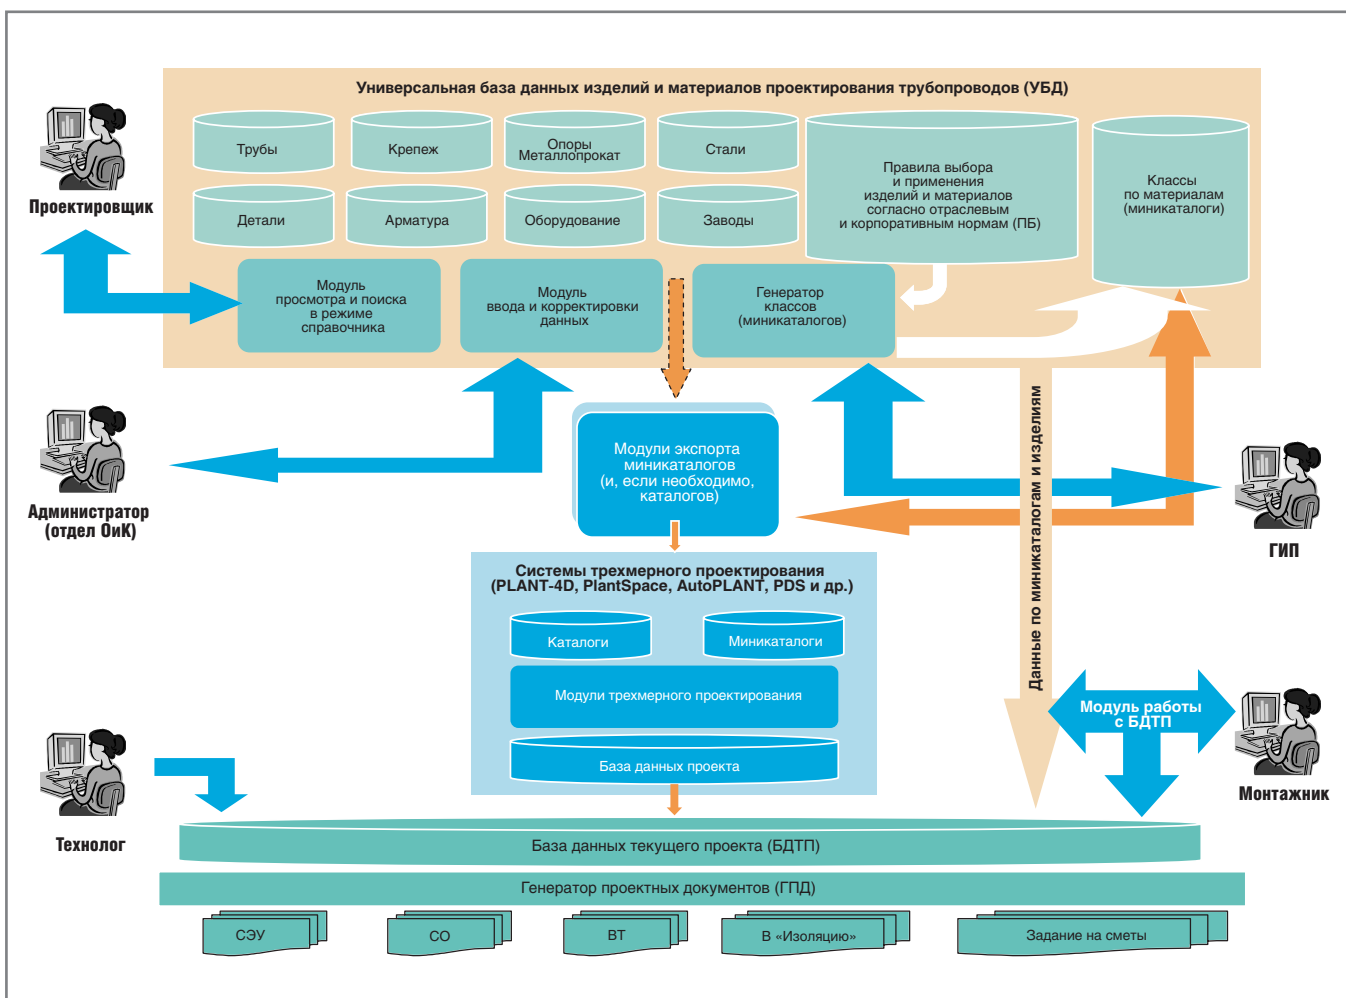 Универсальная база данных изделий и материалов проектирования трубопроводов (УБД)
Трубы
Крепеж
Опоры
Металлопрокат
Стали
Детали
Арматура
Оборудование
Заводы
Правила выбора
и применения
изделий и материалов
согласно отраслевым
и корпоративным нормам (ПБ)
Классы
по материалам
(миникаталоги)
Проектировщик
Модуль
просмотра и поиска
в режиме
справочника
Модуль
ввода и корректировки
данных
Генератор
классов
(миникаталогов)
Администратор
(отдел ОиК)
Модули экспорта
миникаталогов
(и, если необходимо,
каталогов)
Данные по миникаталогам и изделиям
ГИП
Системы трехмерного проектирования
(PLANT-4D, PlantSpace, AutoPLANT, PDS и др.)
Каталоги
Миникаталоги
Модули трехмерного проектирования
База данных проекта
Модуль работы
с БДТП
Монтажник
Технолог
База данных текущего проекта (БДТП)
Генератор проектных документов (ГПД)
СЭУ
СО
ВТ
В «Изоляцию»
Задание на сметы